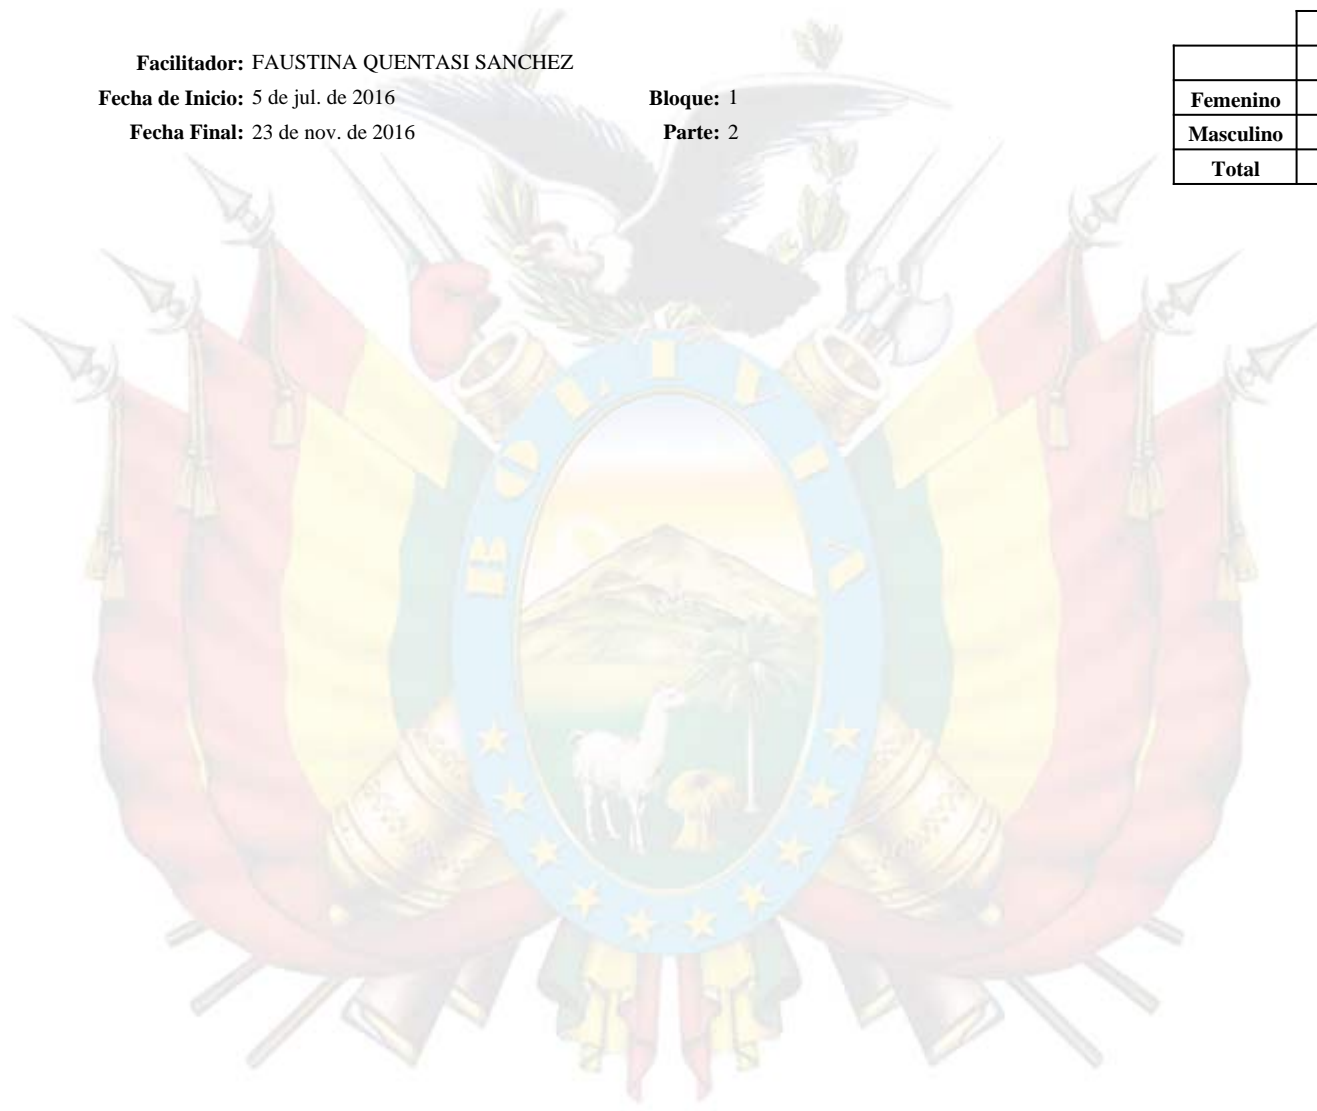 Facilitador: FAUSTINA QUENTASI SANCHEZ
Fecha de Inicio: 5 de jul. de 2016 Bloque: 1
Fecha Final: 23 de nov. de 2016 Parte: 2
Femenino
Masculino
Total
BOLIVIA